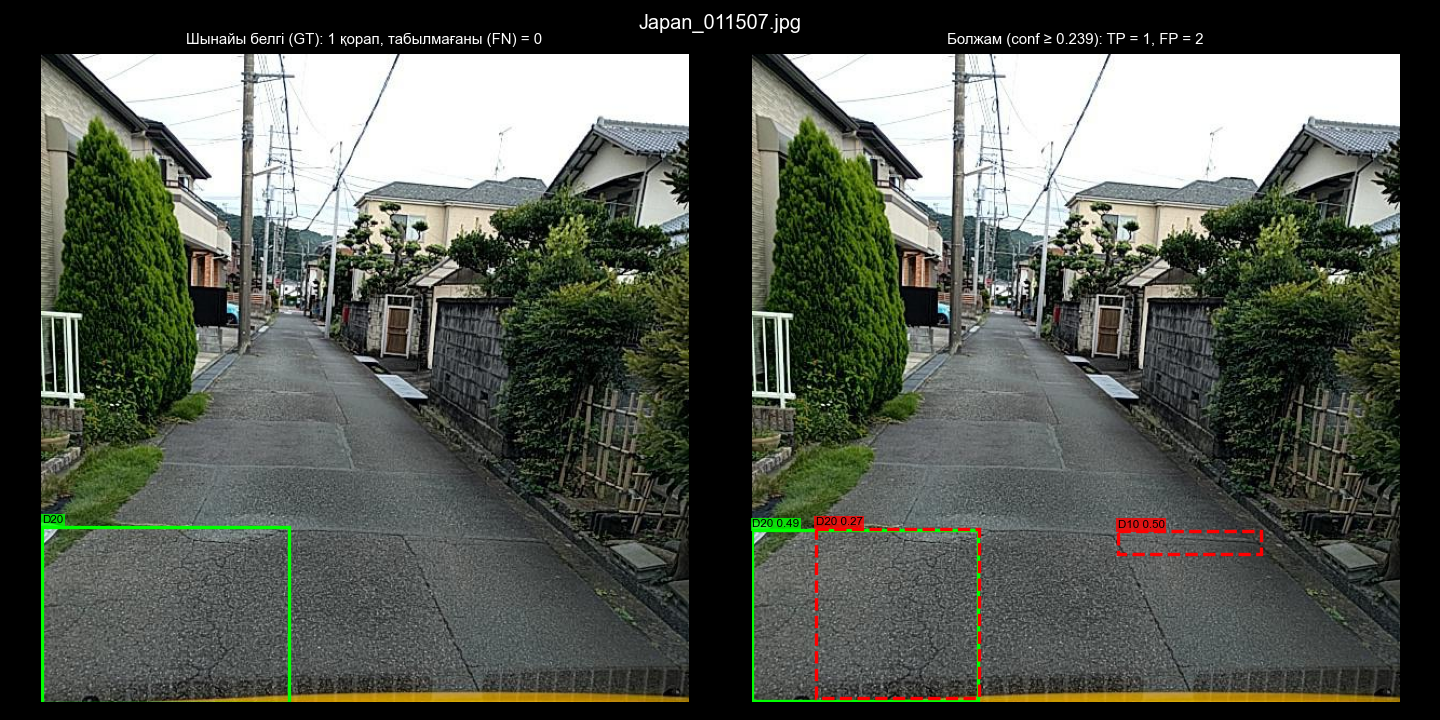 Japan_011507.jpg
Шынайы белгі (GT): 1 қорап, табылмағаны (FN) = 0
Болжам (conf ≥ 0.239): TP = 1, FP = 2
D20
D20 0.49
D20 0.27
D10 0.50